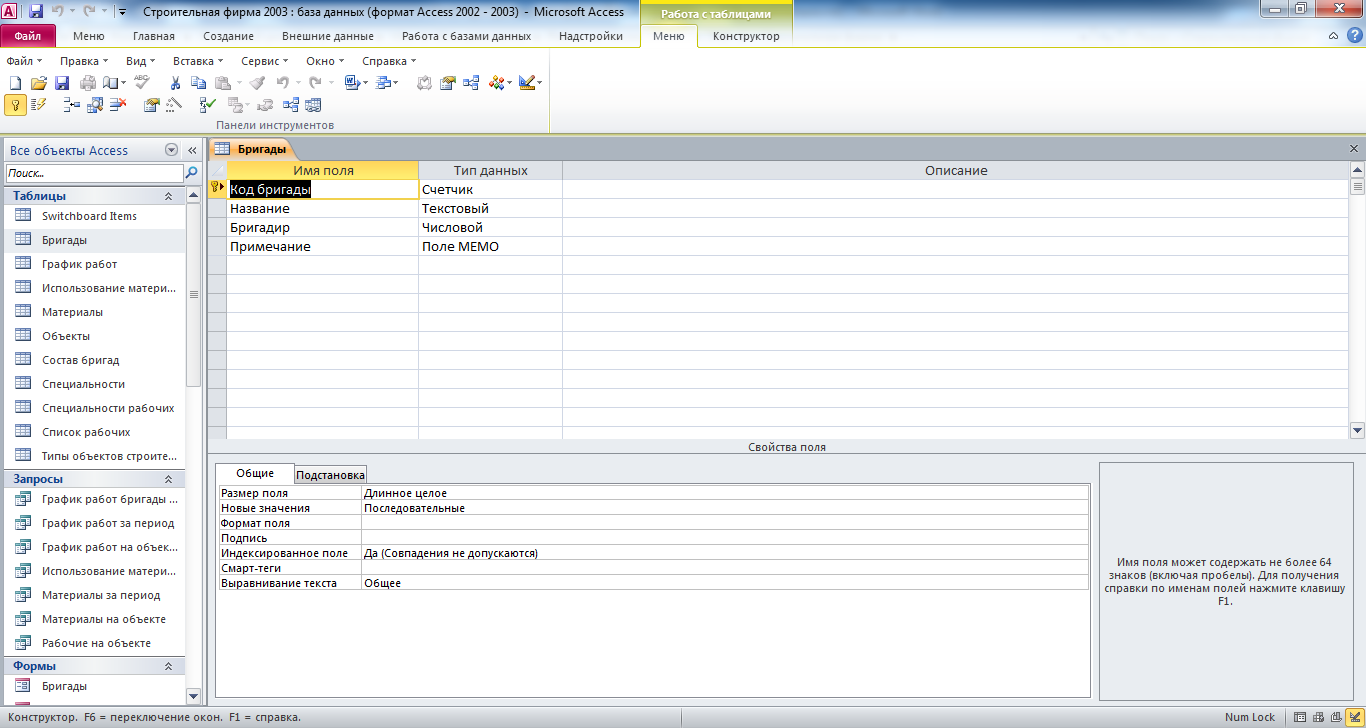 Строительная фирма 2003 : база данных (формат Access 2002 - 2003) - Microsoft Access
Работа с таблицами
Файл Меню Главная Создание Внешние данные Работа с базами данных Надстройки Меню Конструктор
Файл Правка Вид Вставка Сервис Окно Справка
Панели инструментов
Все объекты Access
Поиск...
Таблицы
Switchboard Items
Бригады
График работ
Использование матери...
Материалы
Объекты
Состав бригад
Специальности
Специальности рабочих
Список рабочих
Типы объектов строите...
Запросы
График работ бригады ...
График работ за период
График работ на объек...
Использование матери...
Материалы за период
Материалы на объекте
Рабочие на объекте
Формы
Бригады
Бригады
Имя поля Тип данных Описание
Код бригады Счетчик
Название Текстовый
Бригадир Числовой
Примечание Поле МЕМО
Свойства поля
Общие Подстановка
Размер поля Длинное целое
Новые значения Последовательные
Формат поля
Подпись
Индексированное поле Да (Совпадения не допускаются)
Смарт-теги
Выравнивание текста Общее
Имя поля может содержать не более 64
знаков (включая пробелы). Для получения
справки по именам полей нажмите клавишу
F1.
Конструктор. F6 = переключение окон. F1 = справка.
Num Lock